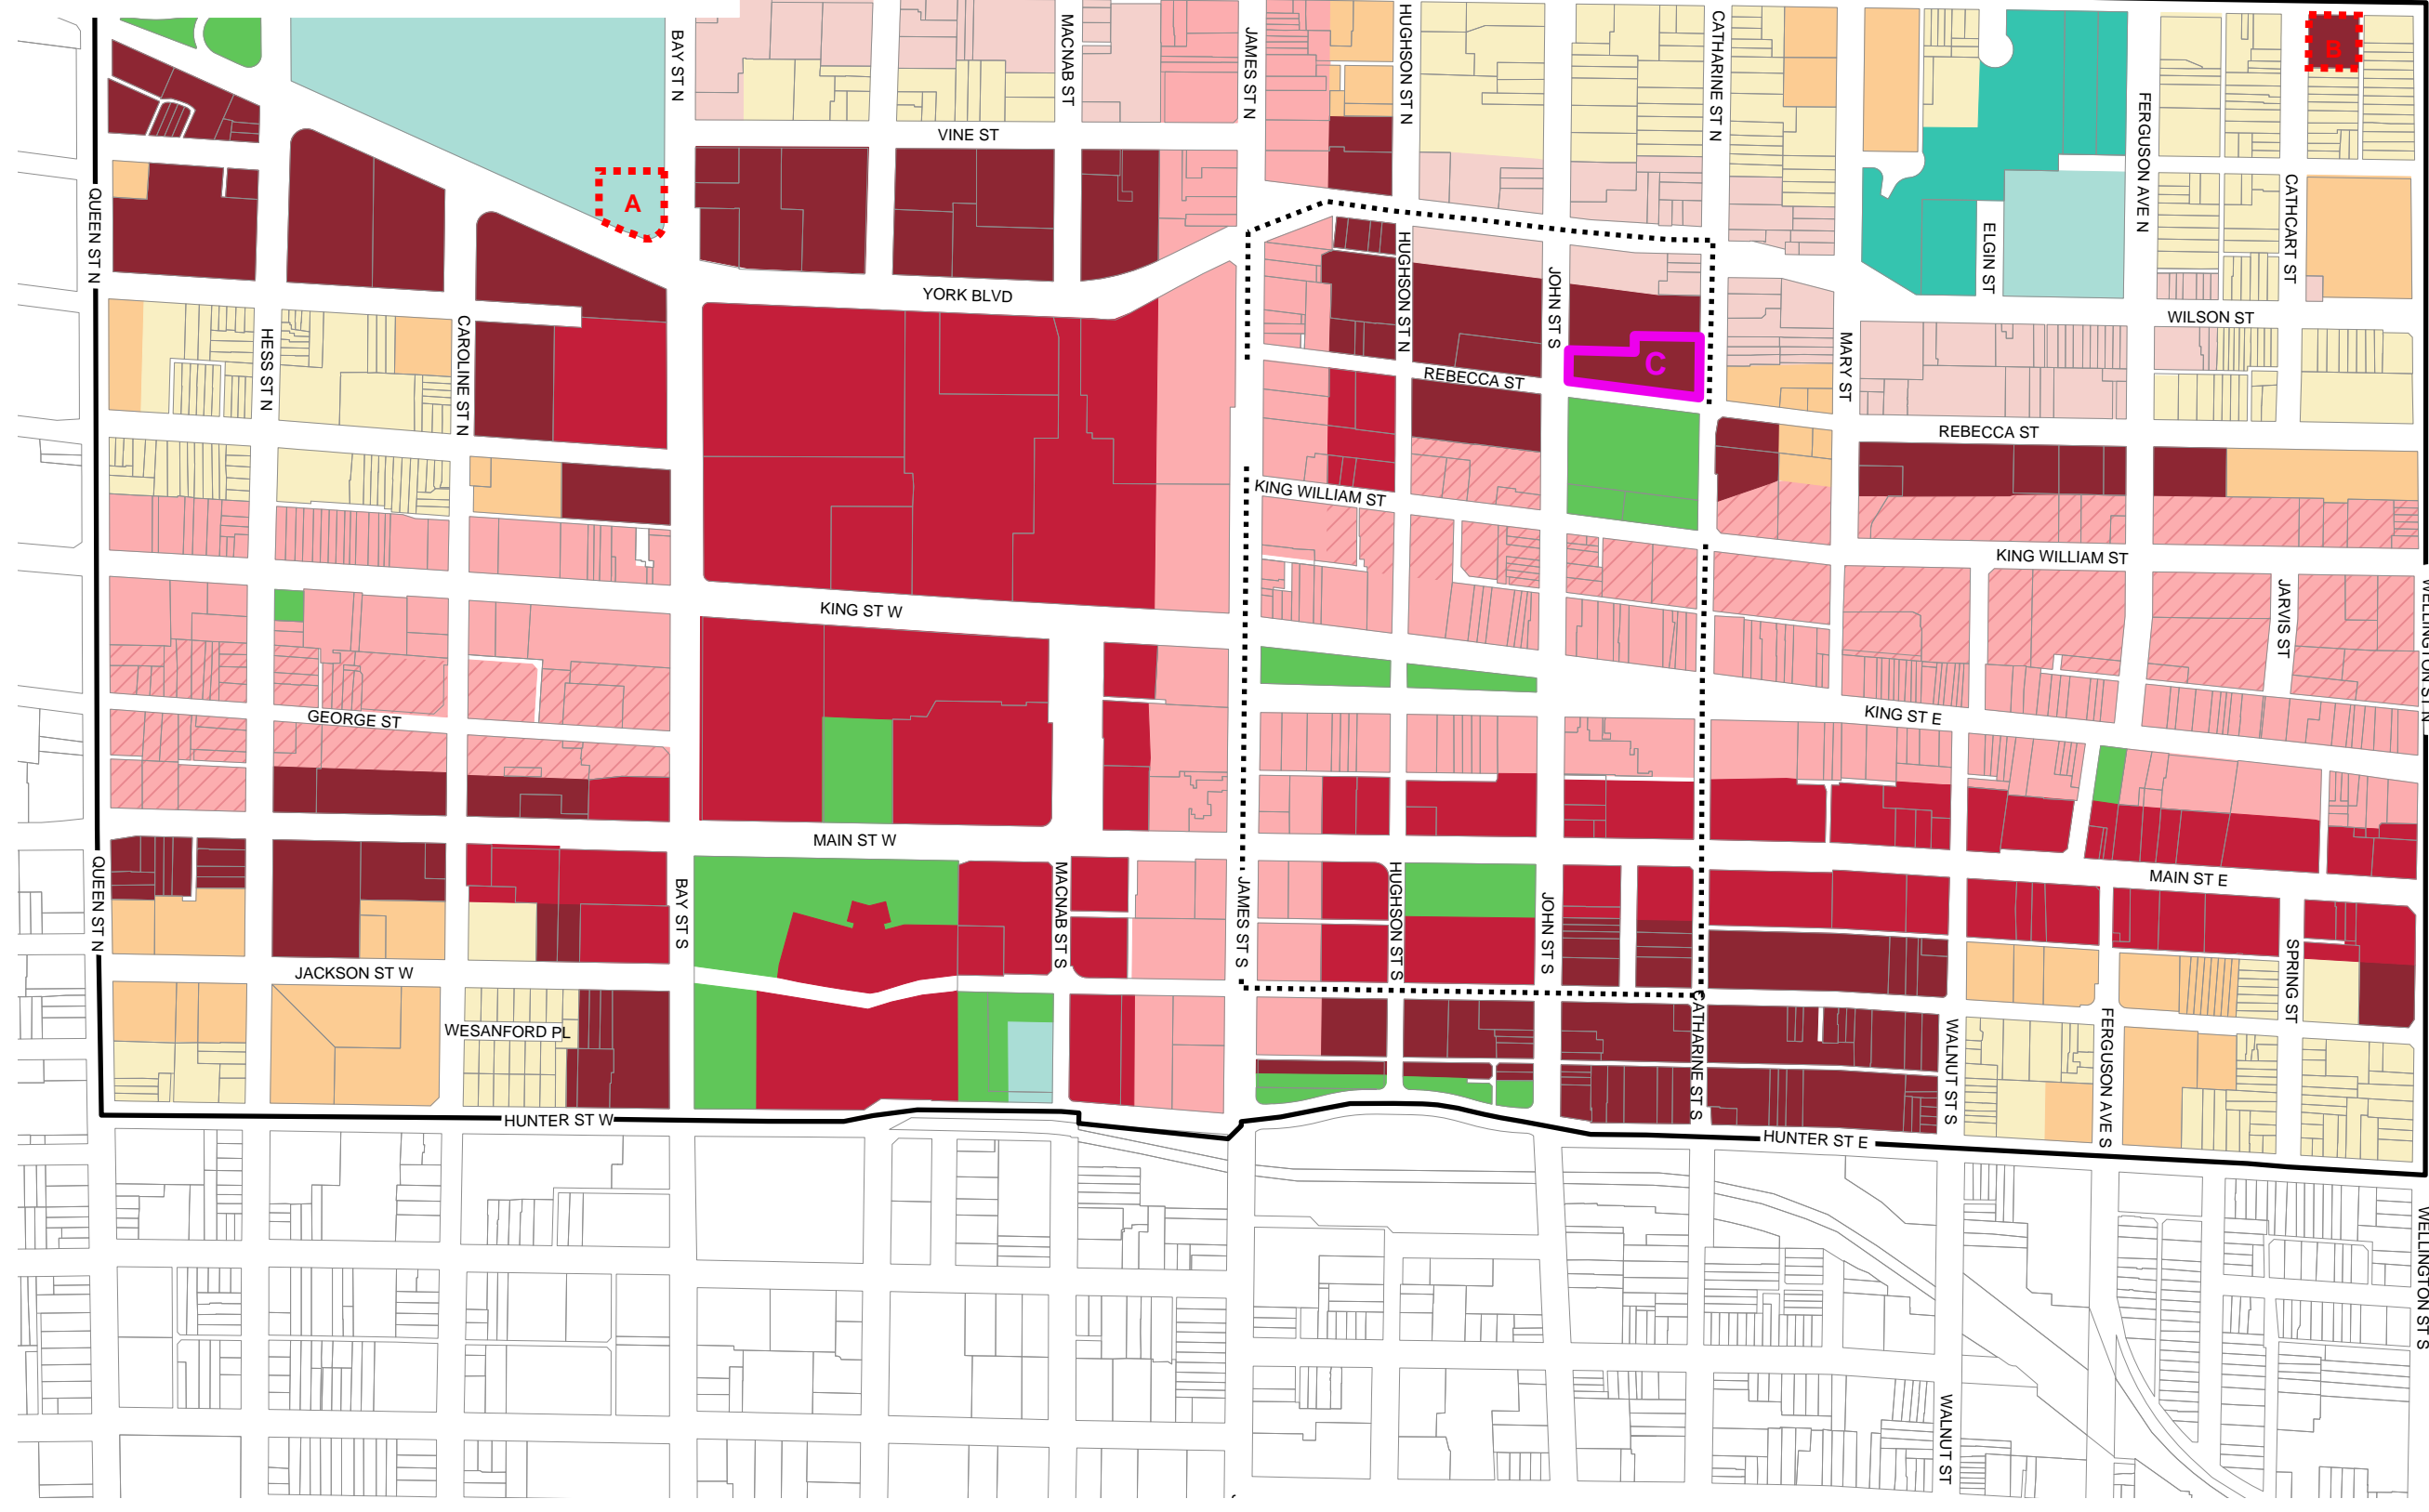 BAY ST N
MACNAB ST
JAMES ST N
HUGHSON ST N
CATHARINE ST N
B
VINE ST
FERGUSON AVE N
QUEEN ST N
A
CATHCART ST
ELGIN ST
HUGHSON ST N
JOHN ST S
YORK BLVD
WILSON ST
HESS ST N
CAROLINE ST N
C
MARY ST
REBECCA ST
REBECCA ST
KING WILLIAM ST
KING WILLIAM ST
JARVIS ST
WELLINGTON ST N
KING ST W
GEORGE ST
KING ST E
MAIN ST W
QUEEN ST N
BAY ST S
MACNAB ST S
JAMES ST S
HUGHSON ST S
JOHN ST S
MAIN ST E
SPRING ST
JACKSON ST W
WESANFORD PL
CATHARINE ST S
WALNUT ST S
FERGUSON AVE S
HUNTER ST W
HUNTER ST E
WELLINGTON ST S
WALNUT ST